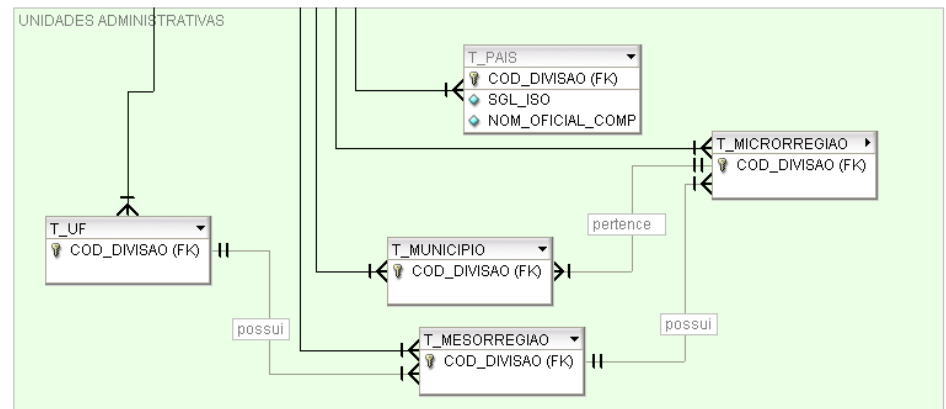 UNIDADES ADMINISTRATIVAS
T_PAIS
COD_DIVISAO (FK)
SGL_ISO
NOM_OFICIAL_COMP
T_MICRORREGIAO
COD_DIVISAO (FK)
pertence
T_UF
COD_DIVISAO (FK)
T_MUNICIPIO
COD_DIVISAO (FK)
possui
possui
T_MESORREGIAO
COD_DIVISAO (FK)